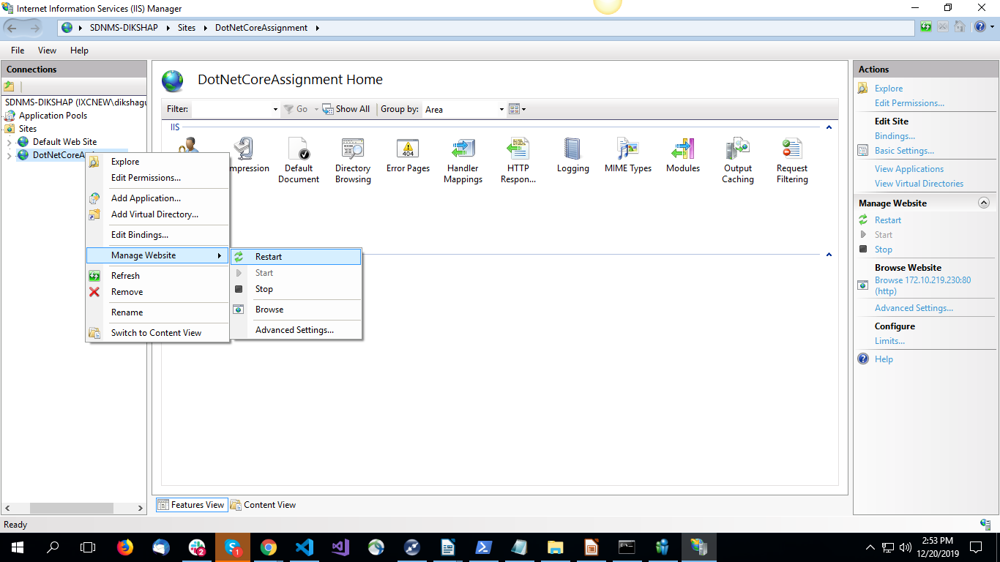 Internet Information Services (IIS) Manager
SDNMS-DIKSHAP
Sites
DotNetCoreAssignment
File
View
Help
Connections
SDNMS-DIKSHAP (IXCNEW\dikshagu
Application Pools
Sites
Default Web Site
DotNetCoreAs
Explore
Edit Permissions...
Add Application...
Add Virtual Directory...
Edit Bindings...
Manage Website
Refresh
Remove
Rename
Switch to Content View
Restart
Start
Stop
Browse
Advanced Settings...
DotNetCoreAssignment Home
Filter:
Go
Show All
Group by:
Area
IIS
mpression
Default
Document
Directory
Browsing
404
Error Pages
Handler
Mappings
HTTP
Respon...
Logging
MIME Types
Modules
Output
Caching
Request
Filtering
Features View
Content View
Actions
Explore
Edit Permissions...
Edit Site
Bindings...
Basic Settings...
View Applications
View Virtual Directories
Manage Website
Restart
Start
Stop
Browse Website
Browse 172.10.219.230:80
(http)
Advanced Settings...
Configure
Limits...
Help
Ready
2
1
2:53 PM
12/20/2019